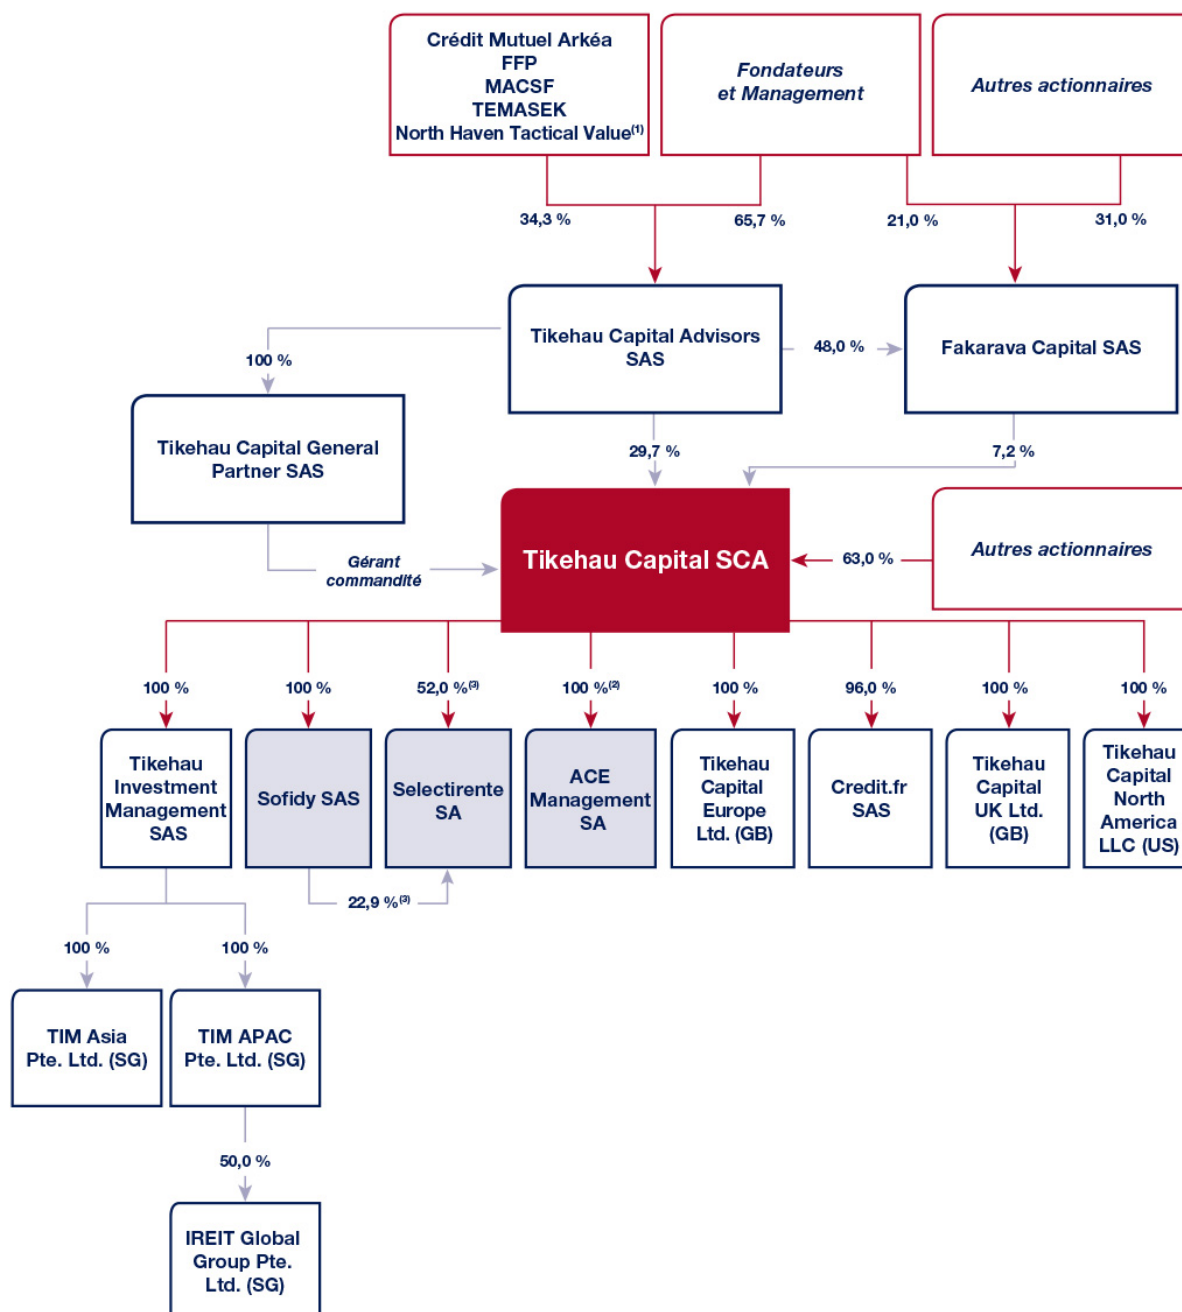 Crédit Mutuel Arkéa
FFP
MACSF
TEMASEK
North Haven Tactical Value(1)
Fondateurs
et Management
Autres actionnaires
34,3 %
65,7 %
21,0 %
31,0 %
Tikehau Capital Advisors
SAS
48,0 %
Fakarava Capital SAS
100 %
Tikehau Capital General
Partner SAS
29,7 %
7,2 %
Gérant
commandité
Tikehau Capital SCA
63,0 %
Autres actionnaires
100 %
100 %
52,0 %(3)
100 %(2)
100 %
96,0 %
100 %
100 %
Tikehau
Investment
Management
SAS
Sofidy SAS
Selectirente
SA
ACE
Management
SA
Tikehau
Capital
Europe
Ltd. (GB)
Credit.fr
SAS
Tikehau
Capital
UK Ltd.
(GB)
Tikehau
Capital
North
America
LLC (US)
22,9 %(3)
100 %
100 %
TIM Asia
Pte. Ltd. (SG)
TIM APAC
Pte. Ltd. (SG)
50,0 %
IREIT Global
Group Pte.
Ltd. (SG)